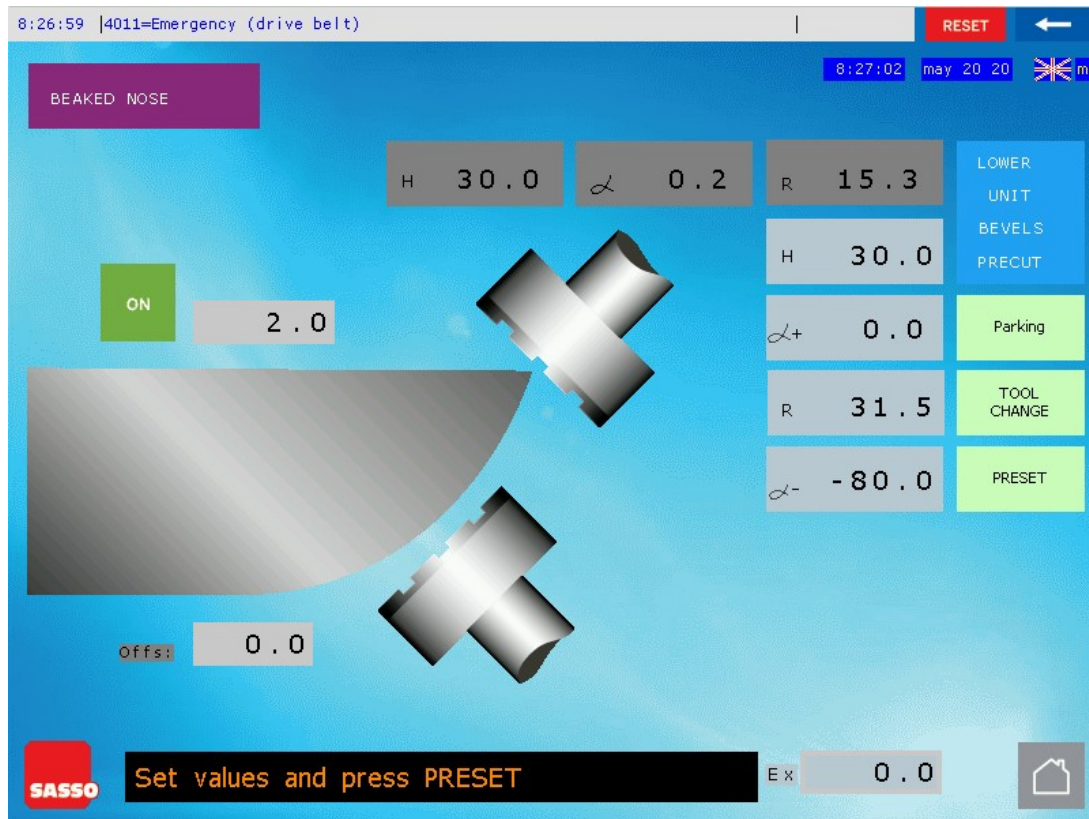 8:26:59 |4011=Emergency (drive belt) |
RESET
8:27:02 may 20 20 m
BEAKED NOSE
H 30.0 α 0.2 R 15.3
LOWER
UNIT
BEVELS
PRECUT
H 30.0
ON
2.0
α+ 0.0
Parking
R 31.5
TOOL
CHANGE
α- -80.0
PRESET
Offs: 0.0
SASSO
Set values and press PRESET
Ex 0.0